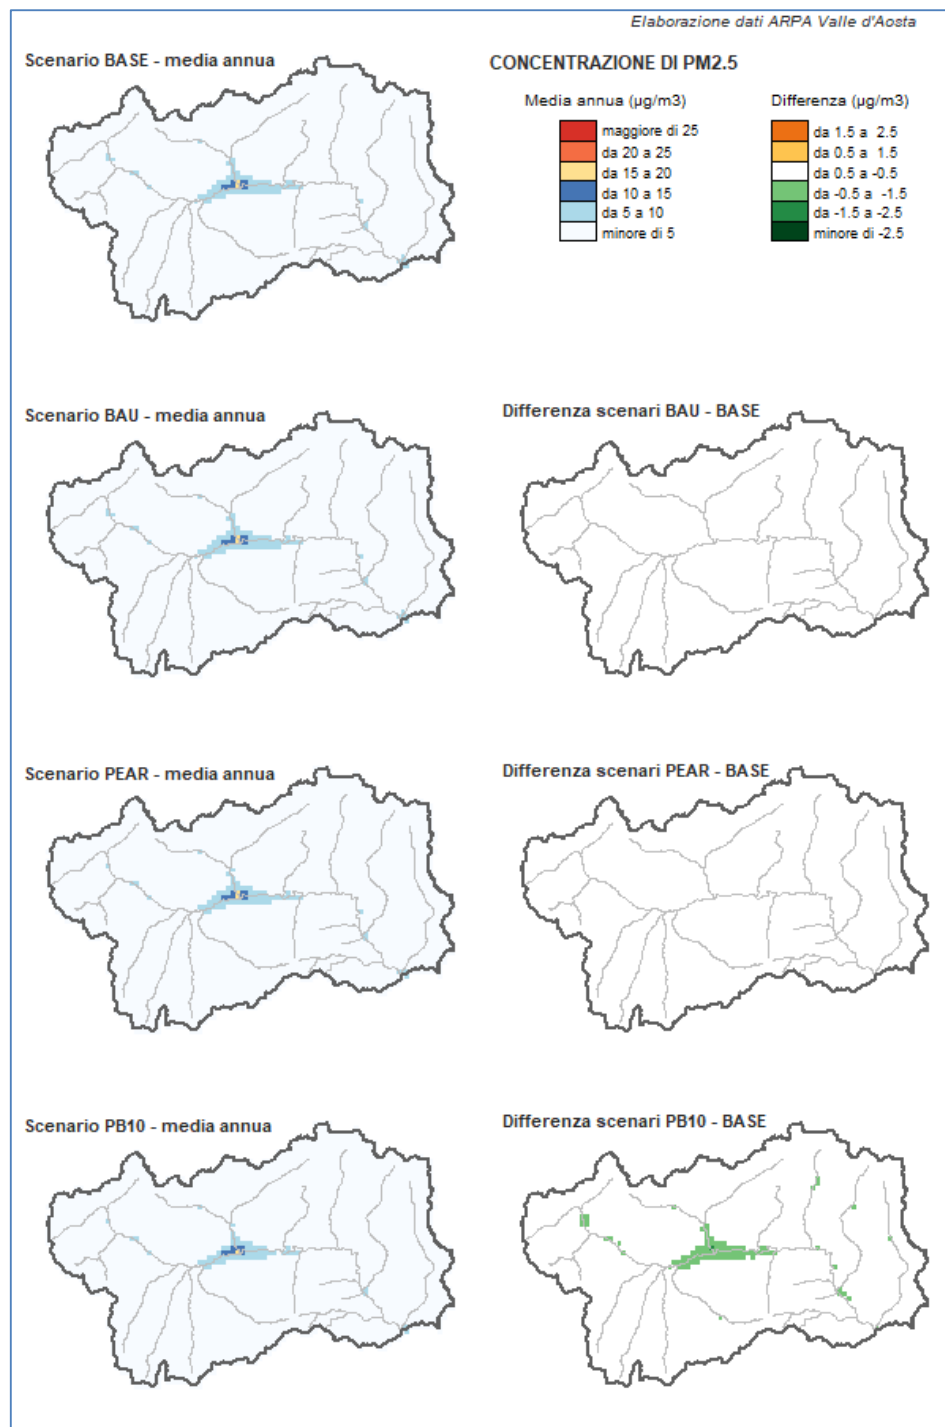 Elaborazione dati ARPA Valle d'Aosta
Scenario BASE - media annua
CONCENTRAZIONE DI PM2.5
Media annua (µg/m3)
maggiore di 25
da 20 a 25
da 15 a 20
da 10 a 15
da 5 a 10
minore di 5
Differenza (µg/m3)
da 1.5 a 2.5
da 0.5 a 1.5
da 0.5 a -0.5
da -0.5 a -1.5
da -1.5 a -2.5
minore di -2.5
Scenario BAU - media annua
Differenza scenari BAU - BASE
Scenario PEAR - media annua
Differenza scenari PEAR - BASE
Scenario PB10 - media annua
Differenza scenari PB10 - BASE